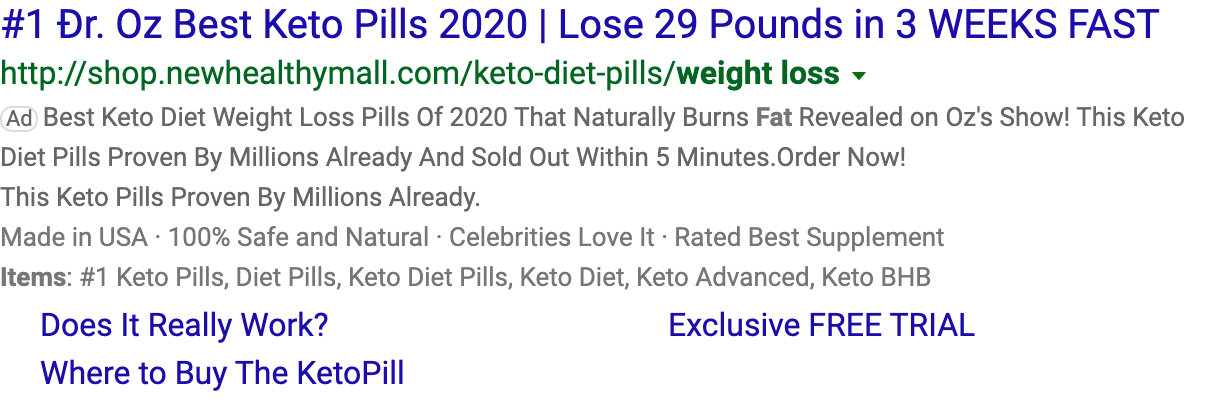 #1 Ðr. Oz Best Keto Pills 2020 | Lose 29 Pounds in 3 WEEKS FAST
http://shop.newhealthymall.com/keto-diet-pills/weight loss
Ad Best Keto Diet Weight Loss Pills Of 2020 That Naturally Burns Fat Revealed on Oz's Show! This Keto
Diet Pills Proven By Millions Already And Sold Out Within 5 Minutes.Order Now!
This Keto Pills Proven By Millions Already.
Made in USA · 100% Safe and Natural · Celebrities Love It · Rated Best Supplement
Items: #1 Keto Pills, Diet Pills, Keto Diet Pills, Keto Diet, Keto Advanced, Keto BHB
Does It Really Work? Exclusive FREE TRIAL
Where to Buy The KetoPill